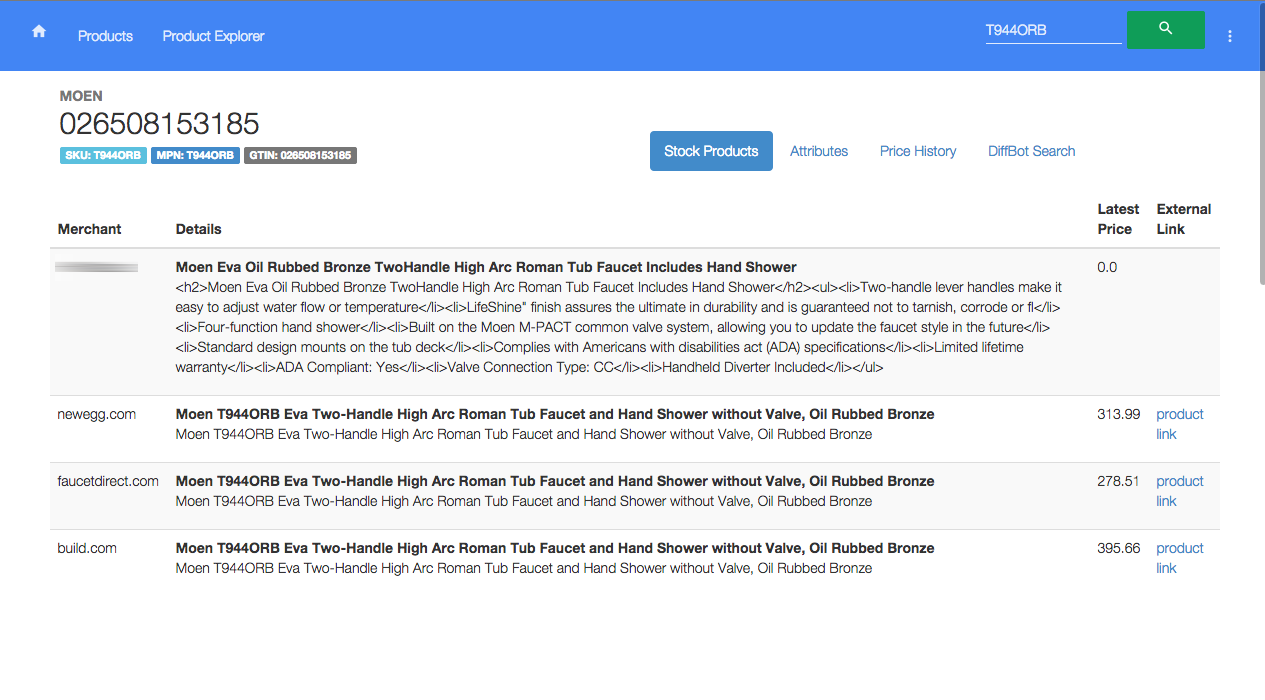 Products Product Explorer T944ORB
MOEN
026508153185
SKU: T944ORB MPN: T944ORB GTIN: 026508153185
Stock Products Attributes Price History DiffBot Search
Merchant Details Latest Price External Link
Moen Eva Oil Rubbed Bronze TwoHandle High Arc Roman Tub Faucet Includes Hand Shower 0.0
<h2>Moen Eva Oil Rubbed Bronze TwoHandle High Arc Roman Tub Faucet Includes Hand Shower</h2><ul><li>Two-handle lever handles make it
easy to adjust water flow or temperature</li><li>LifeShine" finish assures the ultimate in durability and is guaranteed not to tarnish, corrode or fl</li>
<li>Four-function hand shower</li><li>Built on the Moen M-PACT common valve system, allowing you to update the faucet style in the future</li>
<li>Standard design mounts on the tub deck</li><li>Complies with Americans with disabilities act (ADA) specifications</li><li>Limited lifetime
warranty</li><li>ADA Compliant: Yes</li><li>Valve Connection Type: CC</li><li>Handheld Diverter Included</li></ul>
newegg.com Moen T944ORB Eva Two-Handle High Arc Roman Tub Faucet and Hand Shower without Valve, Oil Rubbed Bronze 313.99 product
Moen T944ORB Eva Two-Handle High Arc Roman Tub Faucet and Hand Shower without Valve, Oil Rubbed Bronze link
faucetdirect.com Moen T944ORB Eva Two-Handle High Arc Roman Tub Faucet and Hand Shower without Valve, Oil Rubbed Bronze 278.51 product
Moen T944ORB Eva Two-Handle High Arc Roman Tub Faucet and Hand Shower without Valve, Oil Rubbed Bronze link
build.com Moen T944ORB Eva Two-Handle High Arc Roman Tub Faucet and Hand Shower without Valve, Oil Rubbed Bronze 395.66 product
Moen T944ORB Eva Two-Handle High Arc Roman Tub Faucet and Hand Shower without Valve, Oil Rubbed Bronze link